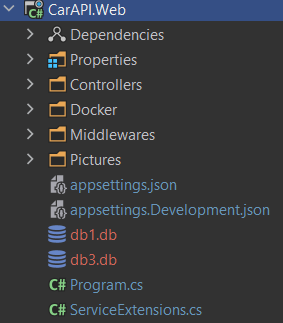 CarAPI.Web
Dependencies
Properties
Controllers
Docker
Middlewares
Pictures
appsettings.json
appsettings.Development.json
db1.db
db3.db
C# Program.cs
C# ServiceExtensions.cs